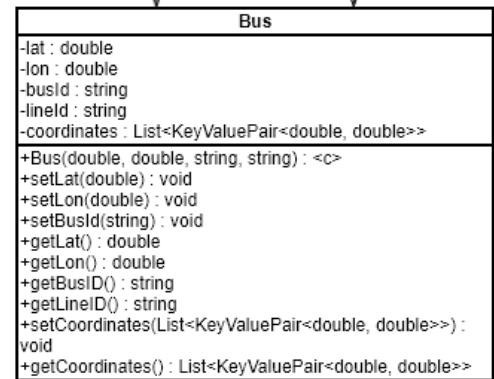 Bus
-lat : double
-lon : double
-busId : string
-lineId : string
-coordinates : List<KeyValuePair<double, double>>
+Bus(double, double, string, string) : <c>
+setLat(double) : void
+setLon(double) : void
+setBusId(string) : void
+getLat() : double
+getLon() : double
+getBusID() : string
+getLineID() : string
+setCoordinates(List<KeyValuePair<double, double>>) :
void
+getCoordinates() : List<KeyValuePair<double, double>>